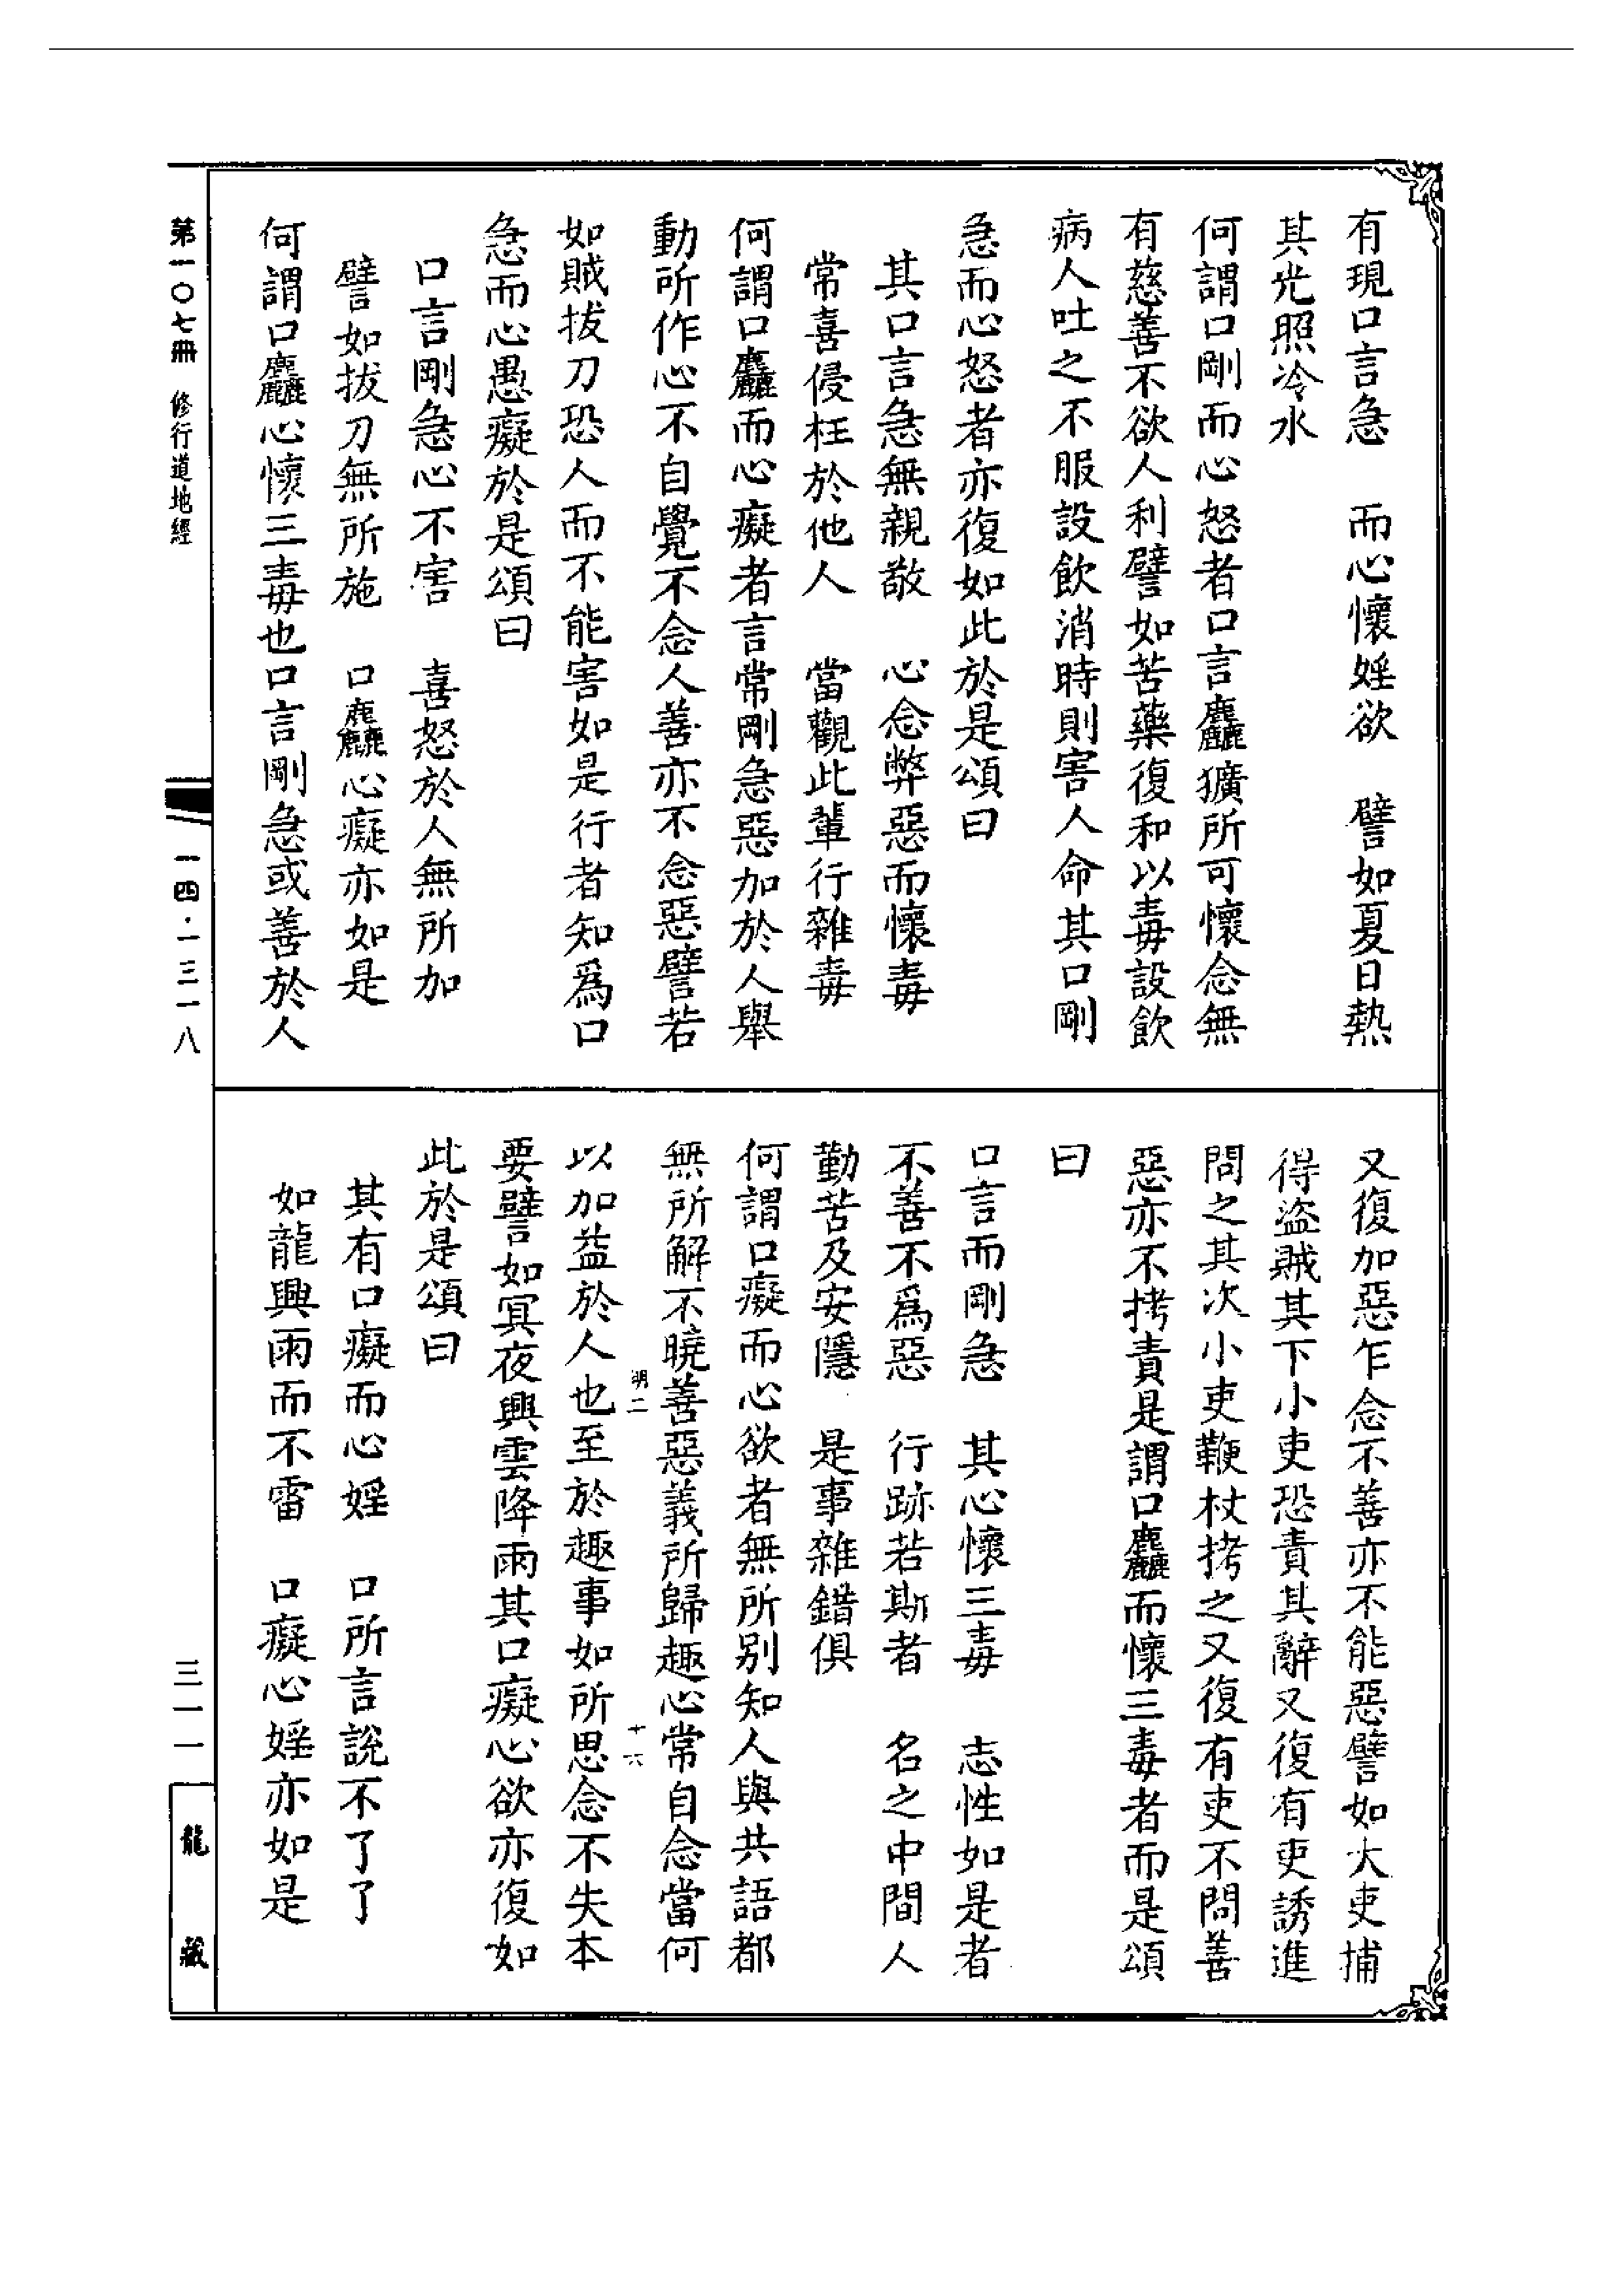 有現口言急　而心懷婬欲　譬如夏日熱
其光照冷水
何謂口剛而心怒者口言麤獷所可懷念無
有慈善不欲人利譬如苦藥復和以毒設飲
病人吐之不服設飲消時則害人命其口剛
急而心怒者亦復如此於是頌曰
其口言急無親敬　心念弊惡而懷毒
常喜侵枉於他人　當觀此輩行雜毒
何謂口麤而心癡者言常剛急惡加於人舉
動所作心不自覺不念人善亦不念惡譬若
如賊拔刀恐人而不能害如是行者知爲口
急而心愚癡於是頌曰
口言剛急心不害　喜怒於人無所加
譬如拔刀無所施　口麤心癡亦如是
何謂口麤心懷三毒也口言剛急或善於人
又復加惡乍念不善亦不能惡譬如大吏捕
得盜賊其下小吏恐責其辭又復有吏誘進
問之其次小吏鞭杖拷之又復有吏不問善
惡亦不拷責是謂口麤而懷三毒者而是頌
曰
口言而剛急　其心懷三毒　志性如是者
不善不爲惡　行跡若斯者　名之中間人
勤苦及安隱　是事雜錯俱
何謂口癡而心欲者無所別知人與共語都
無所解不曉善惡義所歸趣心常自念當何
明二　十六
以加益於人也至於趣事如所思念不失本
要譬如冥夜興雲降雨其口癡心欲亦復如
此於是頌曰
其有口癡而心婬　口所言說不了了
如龍興雨而不雷　口癡心婬亦如是
第一〇七冊　修行道地經
一四·一三一八
三一一
龍藏